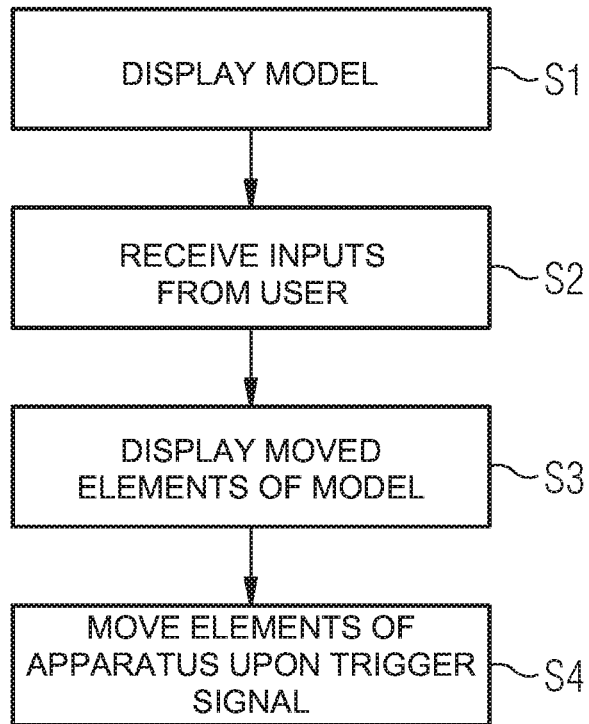 DISPLAY MODEL
S1
RECEIVE INPUTS
FROM USER
S2
DISPLAY MOVED
ELEMENTS OF MODEL
S3
MOVE ELEMENTS OF
APPARATUS UPON TRIGGER
SIGNAL
S4